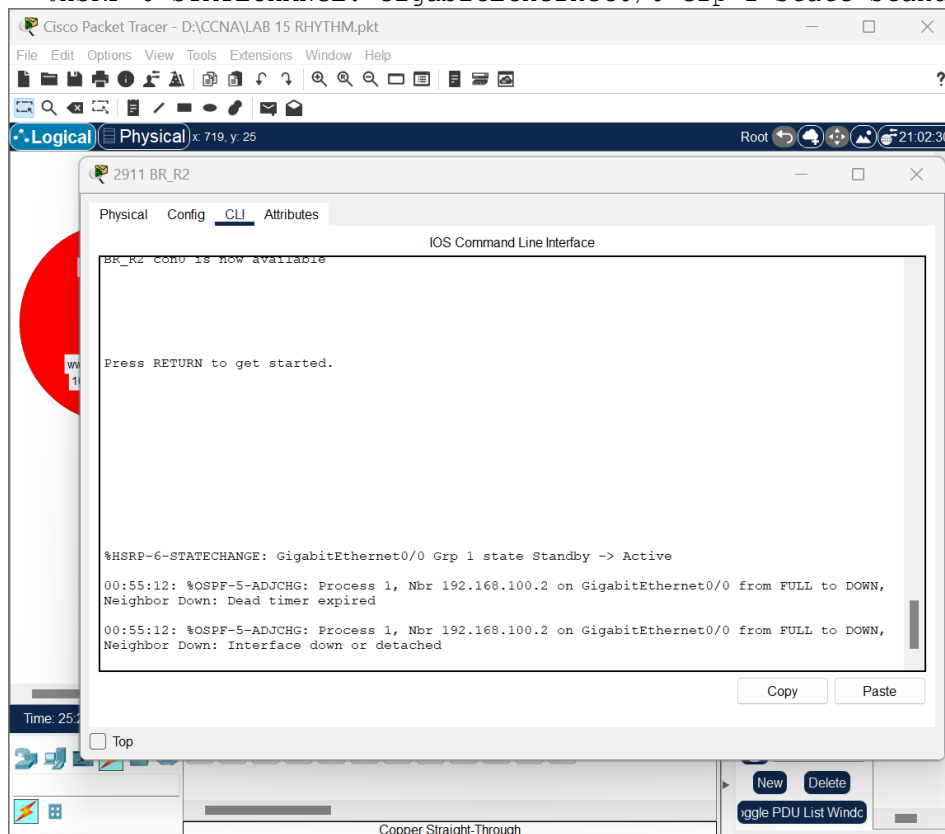 Cisco Packet Tracer - D:\CCNA\LAB 15 RHYTHM.pkt
File Edit Options View Tools Extensions Window Help
Logical Physical x: 719, y: 25 Root 21:02:30
2911 BR_R2
Physical Config CLI Attributes
IOS Command Line Interface
BR_R2 con0 is now available
Press RETURN to get started.
%HSRP-6-STATECHANGE: GigabitEthernet0/0 Grp 1 state Standby -> Active
00:55:12: %OSPF-5-ADJCHG: Process 1, Nbr 192.168.100.2 on GigabitEthernet0/0 from FULL to DOWN,
Neighbor Down: Dead timer expired
00:55:12: %OSPF-5-ADJCHG: Process 1, Nbr 192.168.100.2 on GigabitEthernet0/0 from FULL to DOWN,
Neighbor Down: Interface down or detached
Copy Paste
Time: 25:2
Top
New Delete
oggle PDU List Windo
Copper Straight-Through